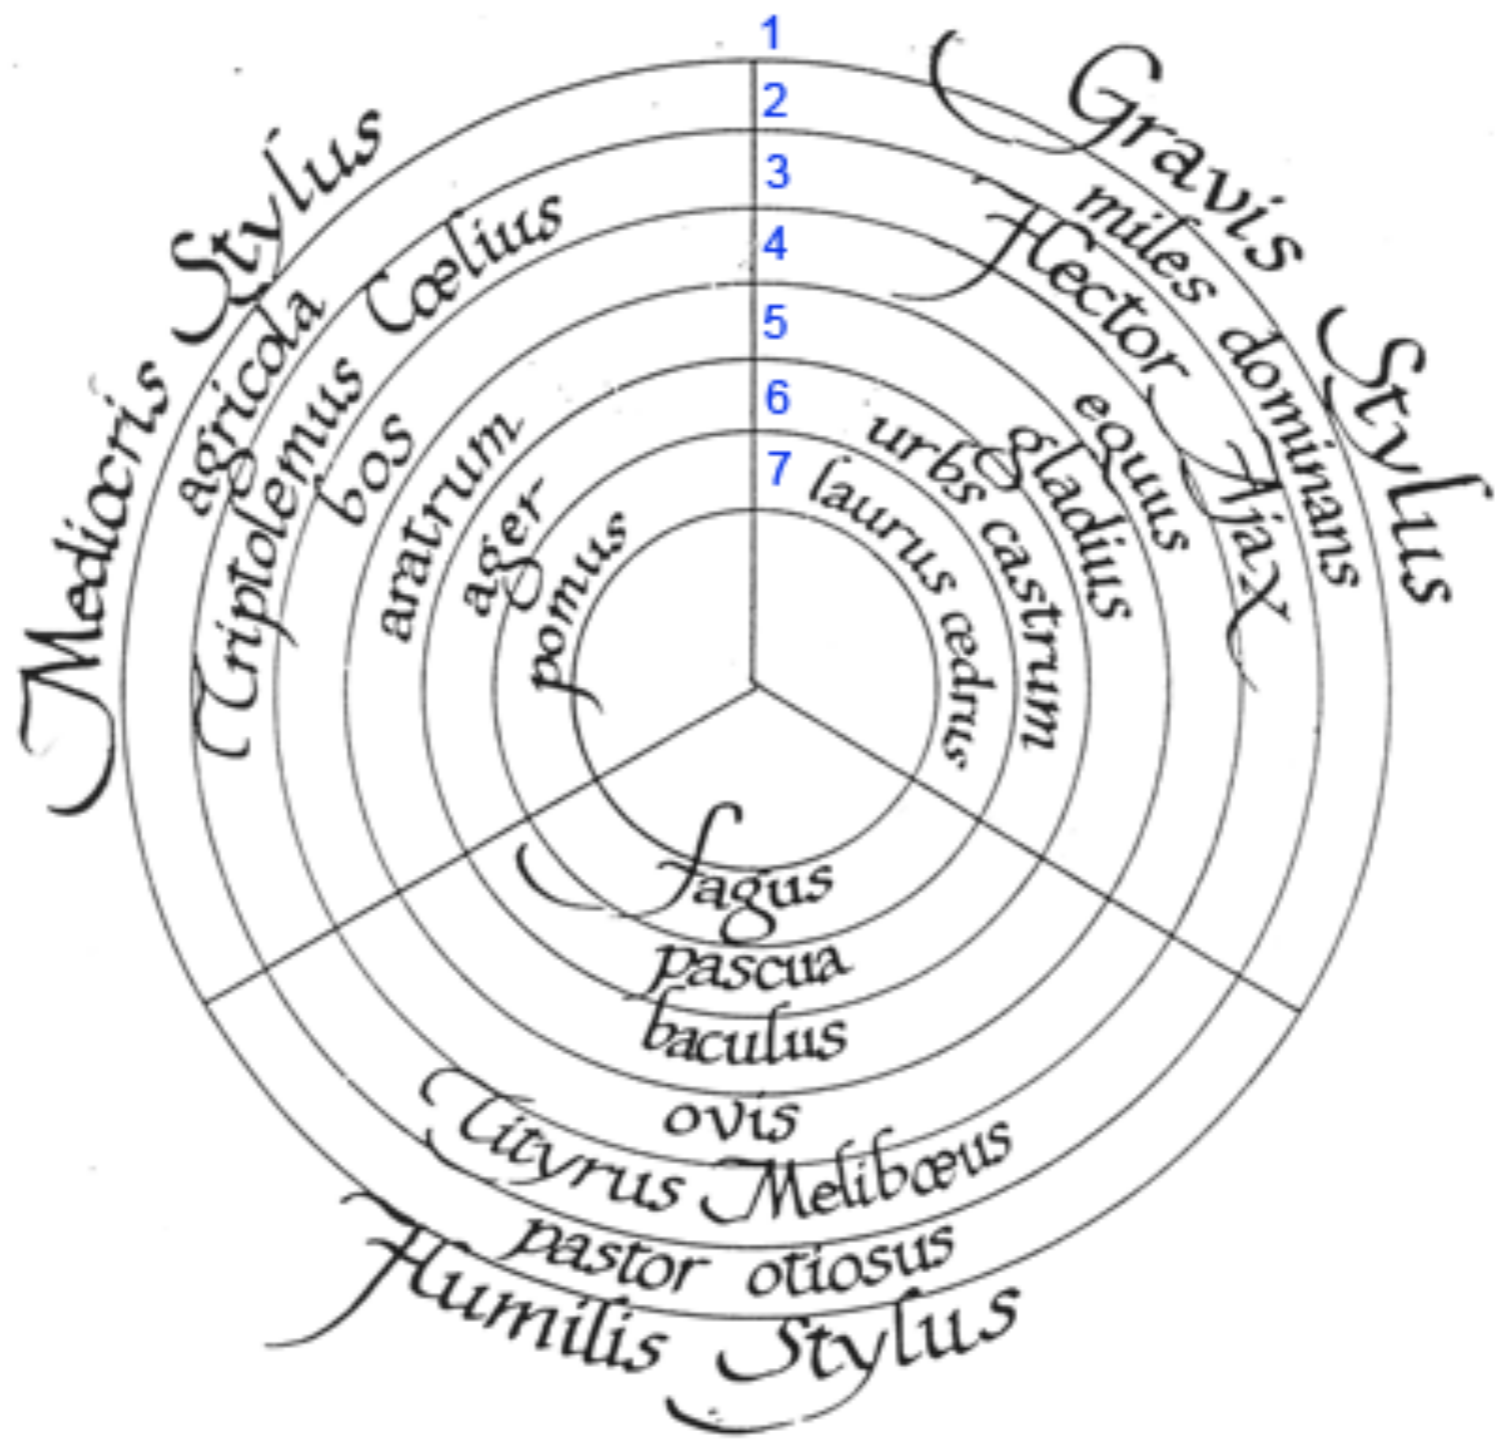 1
2
3
4
5
6
7
Gravis Stylus
miles dominans
Hector Ajax
equus
gladius
urbs castrum
laurus cedrus
Humilis Stylus
pastor otiosus
Tityrus Melibœus
ovis
baculus
pascua
fagus
Mediocris Stylus
agricola
Triptolemus Cœlius
bos
aratrum
ager
pomus